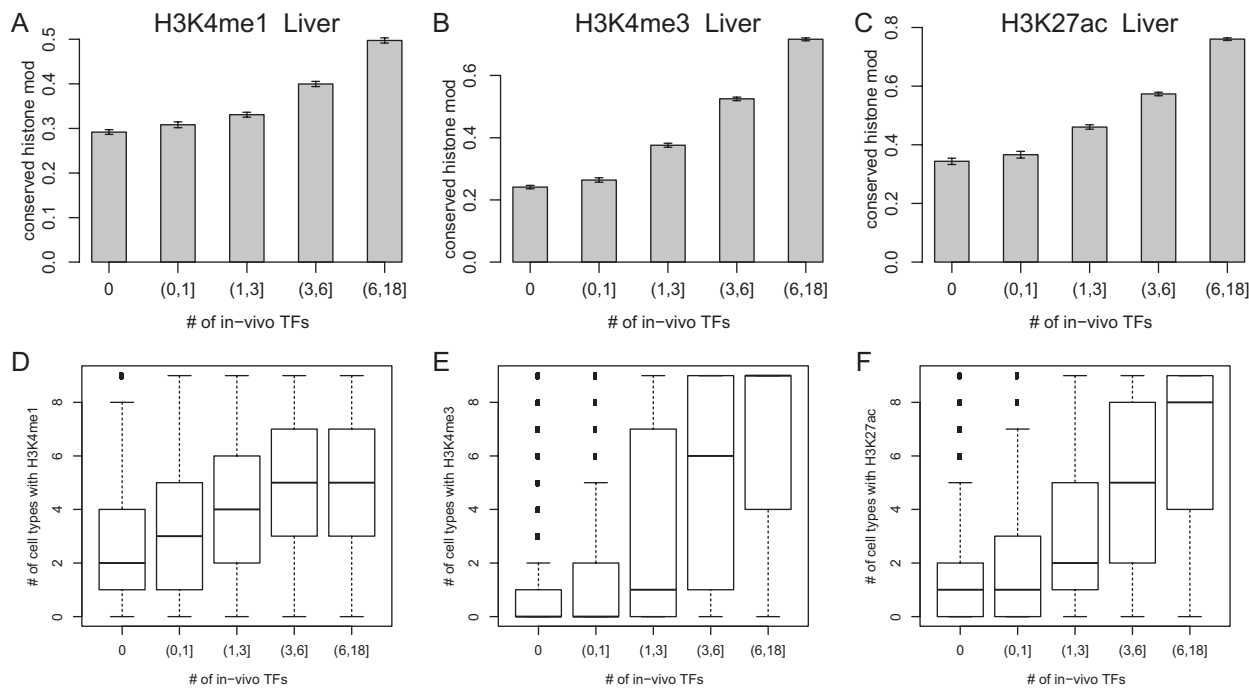 A
H3K4me1 Liver
conserved histone mod
0.5
0.4
0.3
0.2
0.1
0.0
0
(0,1]
(1,3]
(3,6]
(6,18]
# of in−vivo TFs
B
H3K4me3 Liver
conserved histone mod
0.6
0.4
0.2
0.0
0
(0,1]
(1,3]
(3,6]
(6,18]
# of in−vivo TFs
C
H3K27ac Liver
conserved histone mod
0.8
0.6
0.4
0.2
0.0
0
(0,1]
(1,3]
(3,6]
(6,18]
# of in−vivo TFs
D
# of cell types with H3K4me1
8
6
4
2
0
0
(0,1]
(1,3]
(3,6]
(6,18]
# of in−vivo TFs
E
# of cell types with H3K4me3
8
6
4
2
0
0
(0,1]
(1,3]
(3,6]
(6,18]
# of in−vivo TFs
F
# of cell types with H3K27ac
8
6
4
2
0
0
(0,1]
(1,3]
(3,6]
(6,18]
# of in−vivo TFs